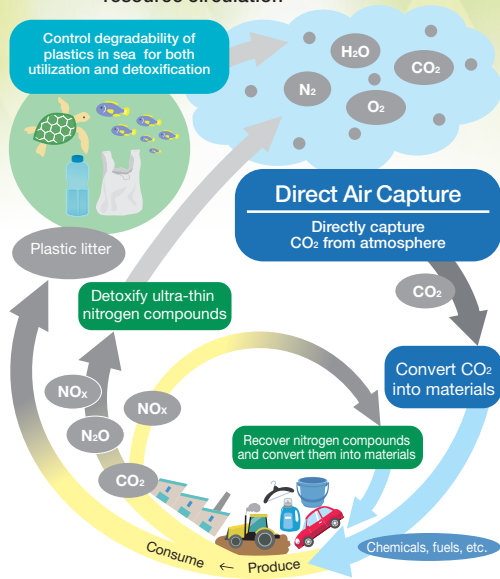 resource circulation
Control degradability of
plastics in sea for both
utilization and detoxification
H₂O
CO₂
N₂
O₂
Direct Air Capture
Directly capture
CO₂ from atmosphere
Plastic litter
Detoxify ultra-thin
nitrogen compounds
CO₂
Convert CO₂
into materials
NOx
NOx
N₂O
Recover nitrogen compounds
and convert them into materials
CO₂
Chemicals, fuels, etc.
Consume ← Produce